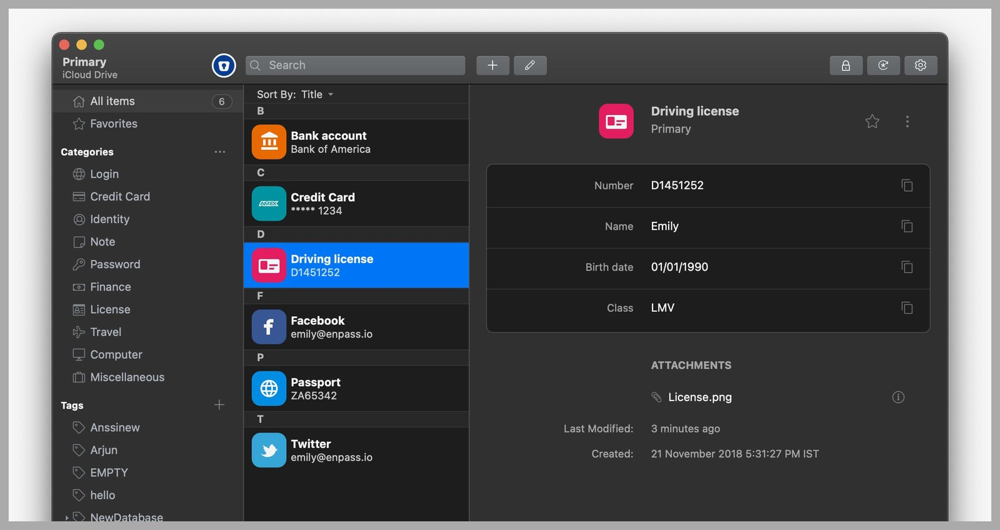 Primary
iCloud Drive
Search
All items 6
Favorites
Categories
Login
Credit Card
Identity
Note
Password
Finance
License
Travel
Computer
Miscellaneous
Tags
Anssinew
Arjun
EMPTY
hello
NewDatabase
Sort By: Title
B
Bank account
Bank of America
C
AMEX
Credit Card
***** 1234
D
Driving license
D1451252
F
f
Facebook
emily@enpass.io
P
Passport
ZA65342
T
Twitter
emily@enpass.io
Driving license
Primary
Number D1451252
Name Emily
Birth date 01/01/1990
Class LMV
ATTACHMENTS
License.png
Last Modified: 3 minutes ago
Created: 21 November 2018 5:31:27 PM IST